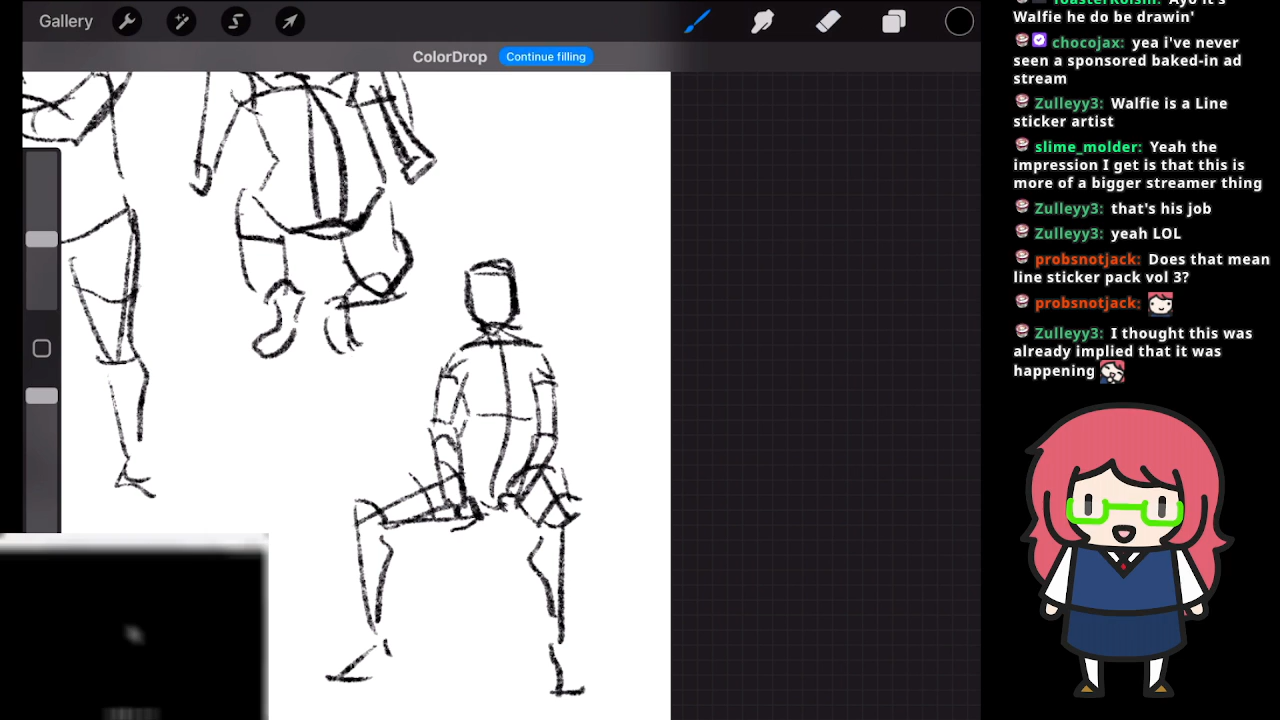 Gallery
ColorDrop Continue filling
Walfie he do be drawin'
chocojax: yea i've never
seen a sponsored baked-in ad
stream
Zulleyy3: Walfie is a Line
sticker artist
slime_molder: Yeah the
impression I get is that this is
more of a bigger streamer thing
Zulleyy3: that's his job
Zulleyy3: yeah LOL
probsnotjack: Does that mean
line sticker pack vol 3?
probsnotjack:
Zulleyy3: I thought this was
already implied that it was
happening